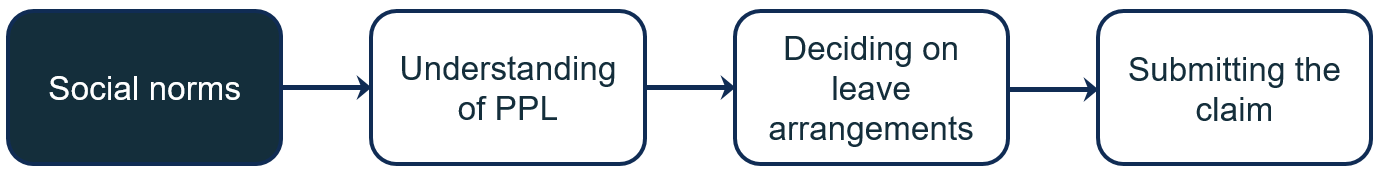 Social norms
Understanding
of PPL
Deciding on
leave
arrangements
Submitting the
claim